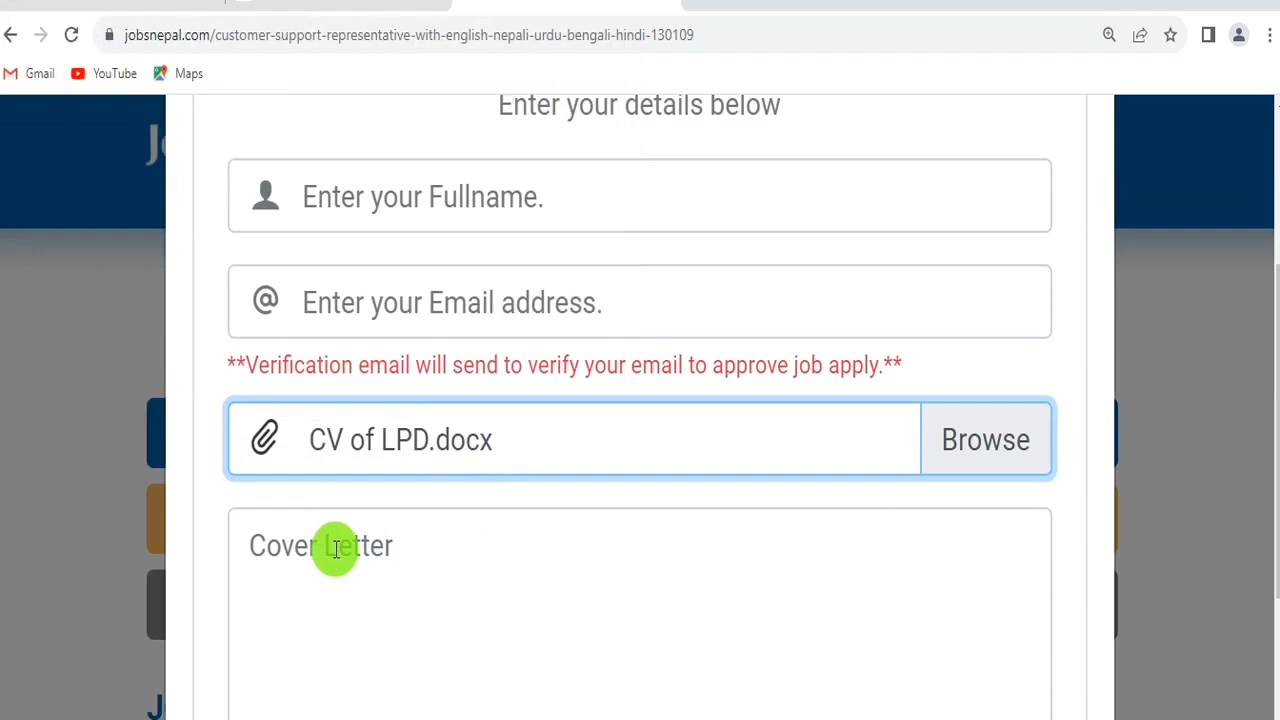 jobsnepal.com/customer-support-representative-with-english-nepali-urdu-bengali-hindi-130109
Gmail YouTube Maps
Enter your details below
Enter your Fullname.
@ Enter your Email address.
**Verification email will send to verify your email to approve job apply.**
CV of LPD.docx Browse
Cover Letter